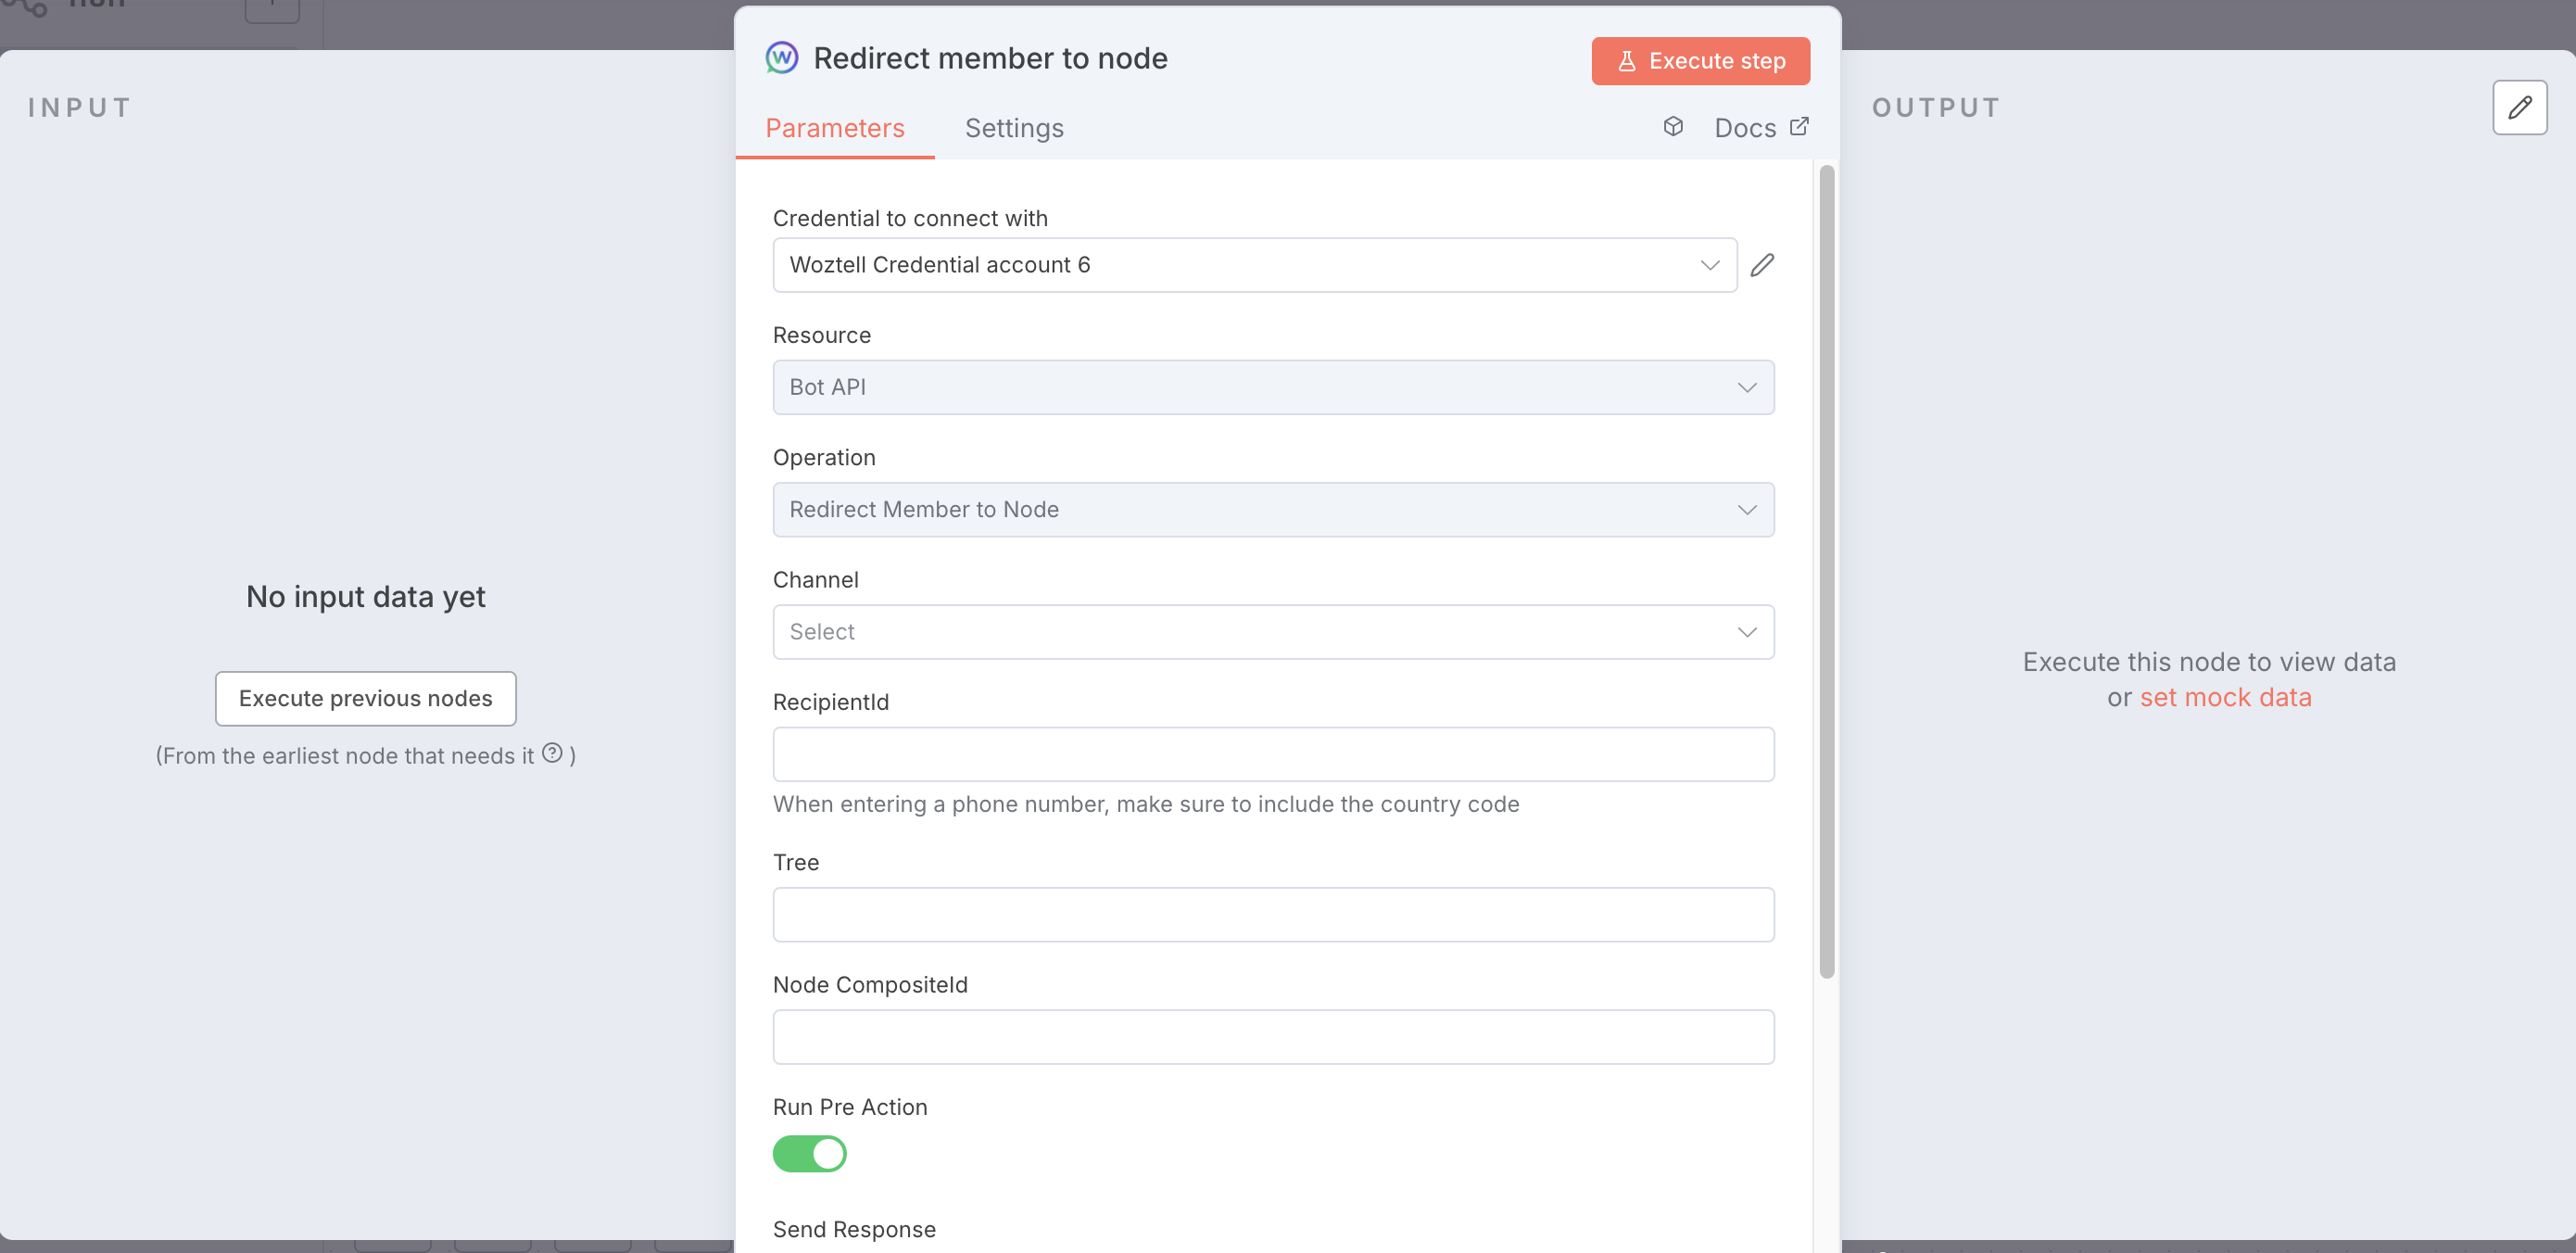 n8n
INPUT
No input data yet
Execute previous nodes
(From the earliest node that needs it ? )
Redirect member to node
Execute step
Parameters
Settings
Docs
Credential to connect with
Woztell Credential account 6
Resource
Bot API
Operation
Redirect Member to Node
Channel
Select
RecipientId
When entering a phone number, make sure to include the country code
Tree
Node CompositeId
Run Pre Action
Send Response
OUTPUT
Execute this node to view data
or set mock data